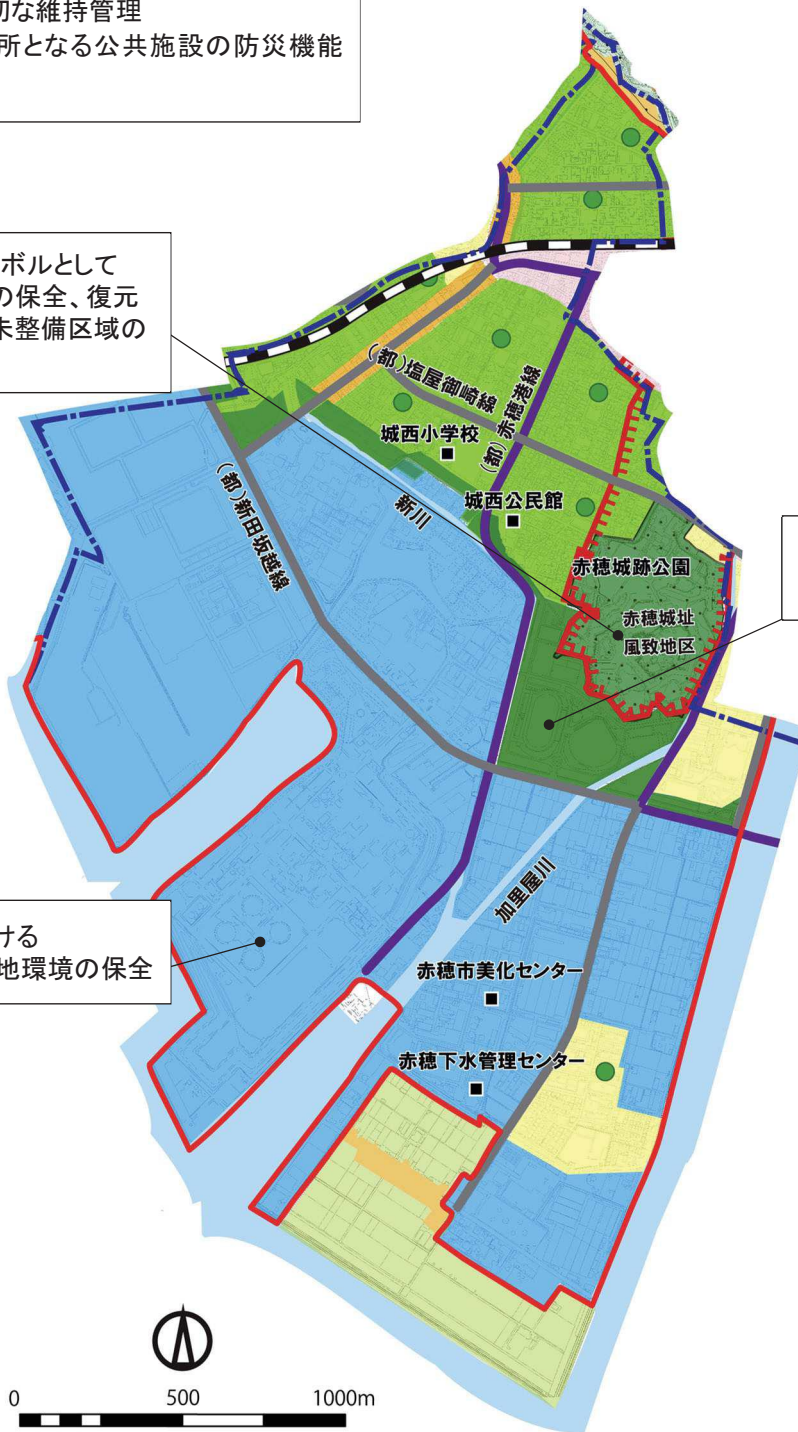 切な維持管理
所となる公共施設の防災機能
ボルとして
の保全、復元
未整備区域の
(都)塩屋御崎線
(都)赤穂港線
城西小学校
(都)新田坂越線
新川
城西公民館
赤穂城跡公園
赤穂城址
風致地区
ける
地環境の保全
加里屋川
赤穂市美化センター
赤穂下水管理センター
0 500 1000m